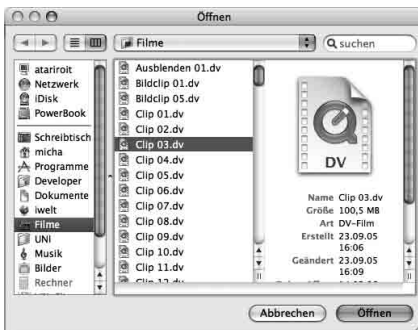 Öffnen
Filme
suchen
atariroit
Netzwerk
iDisk
PowerBook
Schreibtisch
micha
Programme
Developer
Dokumente
iwelt
Filme
UNI
Musik
Bilder
Rechner
Ausblenden 01.dv
Bildclip 01.dv
Bildclip 05.dv
Clip 01.dv
Clip 02.dv
Clip 03.dv
Clip 04.dv
Clip 05.dv
Clip 06.dv
Clip 07.dv
Clip 08.dv
Clip 09.dv
Clip 10.dv
Clip 11.dv
Clip 12.dv
DV
Name Clip 03.dv
Größe 100,5 MB
Art DV-Film
Erstellt 23.09.05
16:06
Geändert 23.09.05
16:09
Abbrechen
Öffnen